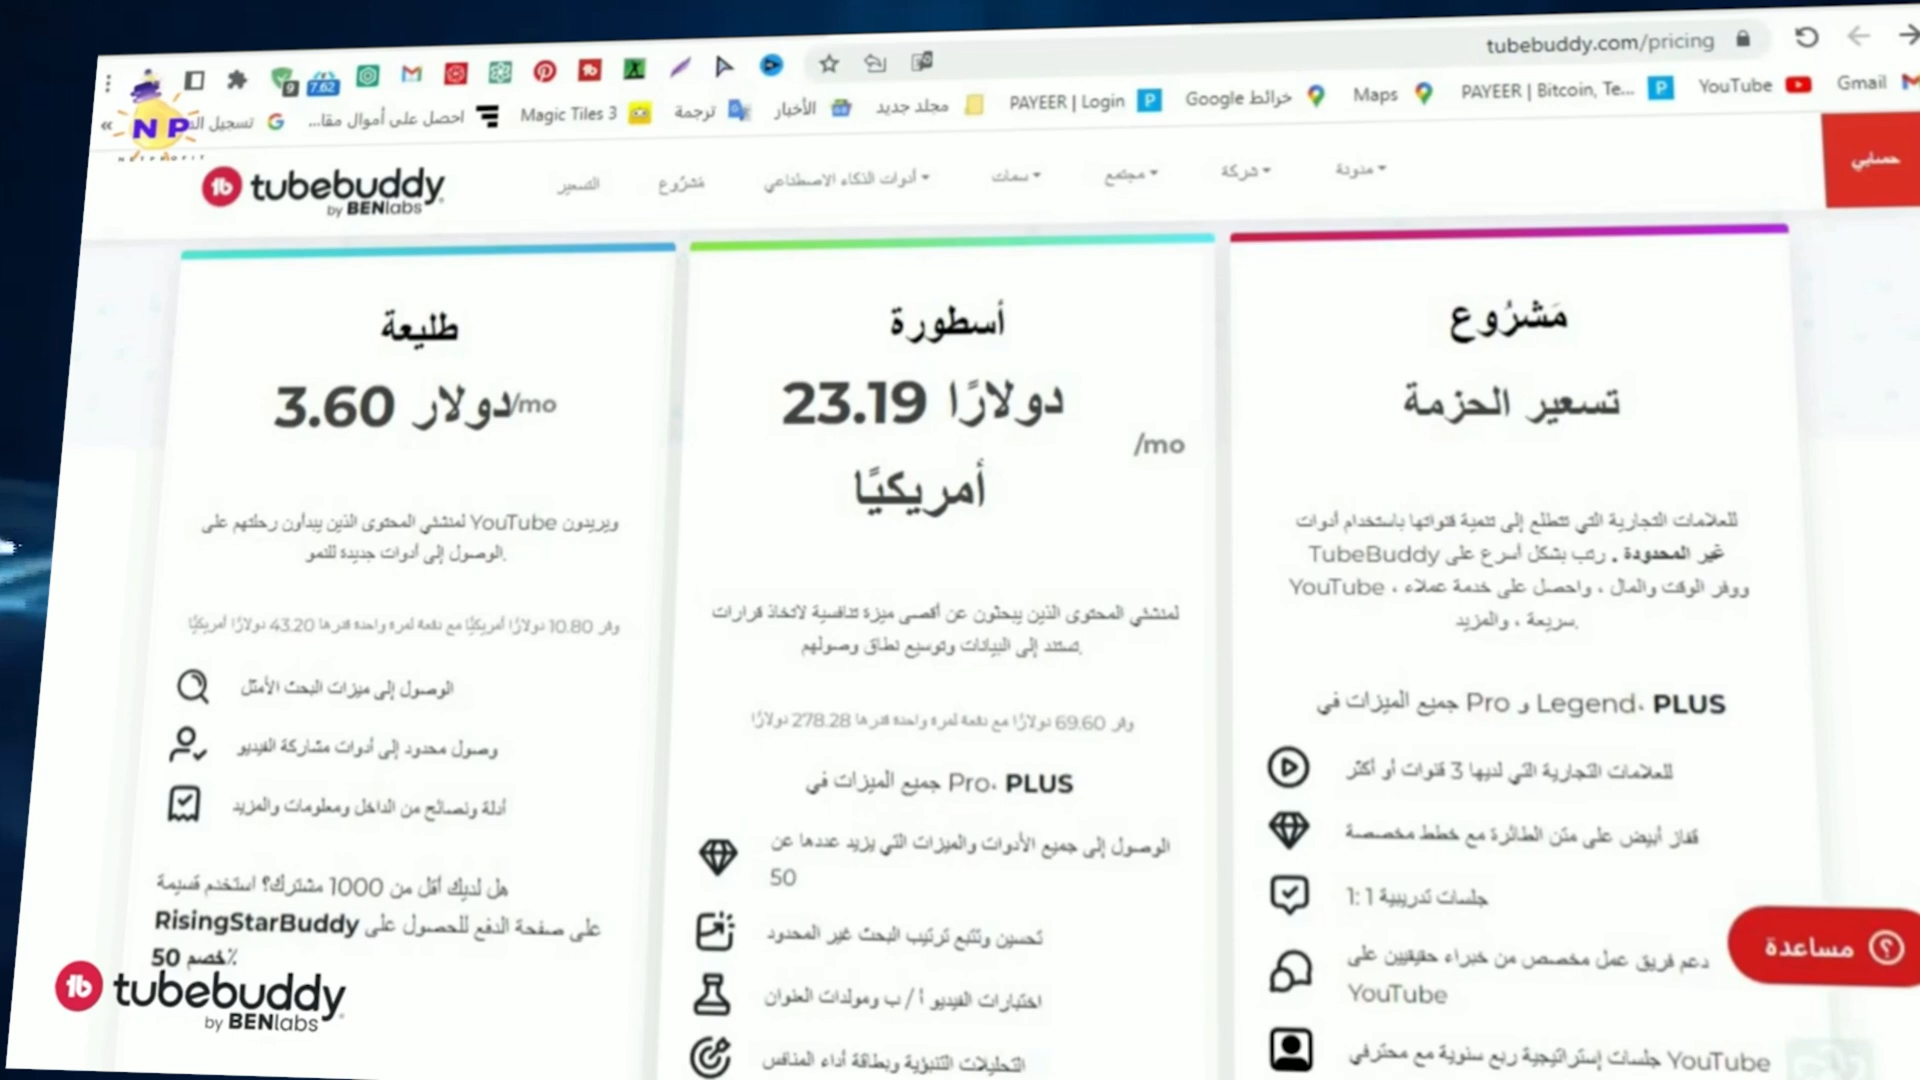 tubebuddy.com/pricing
9
7.62
YouTube
Gmail
PAYEER | Bitcoin, Te...
Maps
خرائط Google
PAYEER | Login
مجلد جديد
الأخبار
ترجمة
Magic Tiles 3
احصل على أموال مقا...
تسجيل الد
NP
NETPROFIT
tubebuddy
by BENlabs
التسعير
مَشرُوع
أدوات الذكاء الاصطناعي
سمات
مجتمع
شركة
مدونة
حسابي
طليعة
3.60 دولار/mo
لمنشئي المحتوى الذين يبدأون رحلتهم على YouTube ويريدون
الوصول إلى أدوات جديدة للنمو.
وفر 10.80 دولارًا أمريكيًا مع دفعة لمرة واحدة قدرها 43.20 دولارًا أمريكيًا
الوصول إلى ميزات البحث الأمثل
وصول محدود إلى أدوات مشاركة الفيديو
أدلة ونصائح من الداخل ومعلومات والمزيد
هل لديك أقل من 1000 مشترك؟ استخدم قسيمة
RisingStarBuddy على صفحة الدفع للحصول على
خصم 50٪
أسطورة
23.19 دولارًا
أمريكيًا
/mo
لمنشئي المحتوى الذين يبحثون عن أقصى ميزة تنافسية لاتخاذ قرارات
تستند إلى البيانات وتوسيع نطاق وصولهم.
وفر 69.60 دولارًا مع دفعة لمرة واحدة قدرها 278.28 دولارًا
جميع الميزات في Pro، PLUS
الوصول إلى جميع الأدوات والميزات التي يزيد عددها عن
50
تحسين وتتبع ترتيب البحث غير المحدود
اختبارات الفيديو أ / ب ومولدات العنوان
التحليلات التنبؤية وبطاقة أداء المنافس
مَشرُوع
تسعير الحزمة
للعلامات التجارية التي تتطلع إلى تنمية قنواتها باستخدام أدوات
TubeBuddy غير المحدودة . رتب بشكل أسرع على
YouTube ، ووفر الوقت والمال ، واحصل على خدمة عملاء
سريعة ، والمزيد.
جميع الميزات في Pro و Legend، PLUS
للعلامات التجارية التي لديها 3 قنوات أو أكثر
قفاز أبيض على متن الطائرة مع خطط مخصصة
جلسات تدريبية 1: 1
دعم فريق عمل مخصص من خبراء حقيقيين على
YouTube
جلسات إستراتيجية ربع سنوية مع محترفي YouTube
مساعدة
tubebuddy
by BENlabs